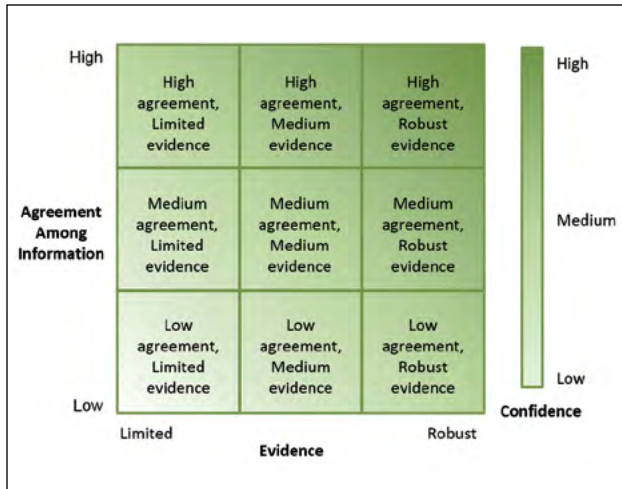 High
High
agreement,
Limited
evidence
High
agreement,
Medium
evidence
High
agreement,
Robust
evidence
High
Agreement
Among
Information
Medium
agreement,
Limited
evidence
Medium
agreement,
Medium
evidence
Medium
agreement,
Robust
evidence
Medium
Low
agreement,
Limited
evidence
Low
agreement,
Medium
evidence
Low
agreement,
Robust
evidence
Low
Low
Confidence
Limited
Evidence
Robust